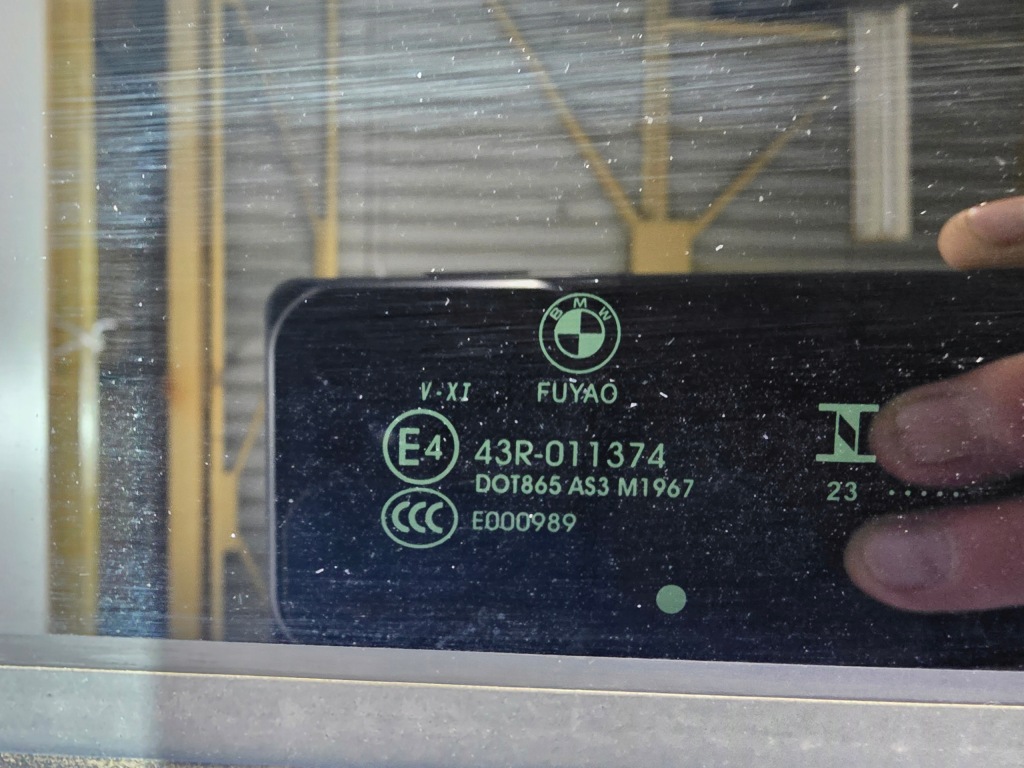 BMW
FUYAO
V-XI
E4 43R-011374
DOT865 AS3 M1967
CCC E000989
23 ......